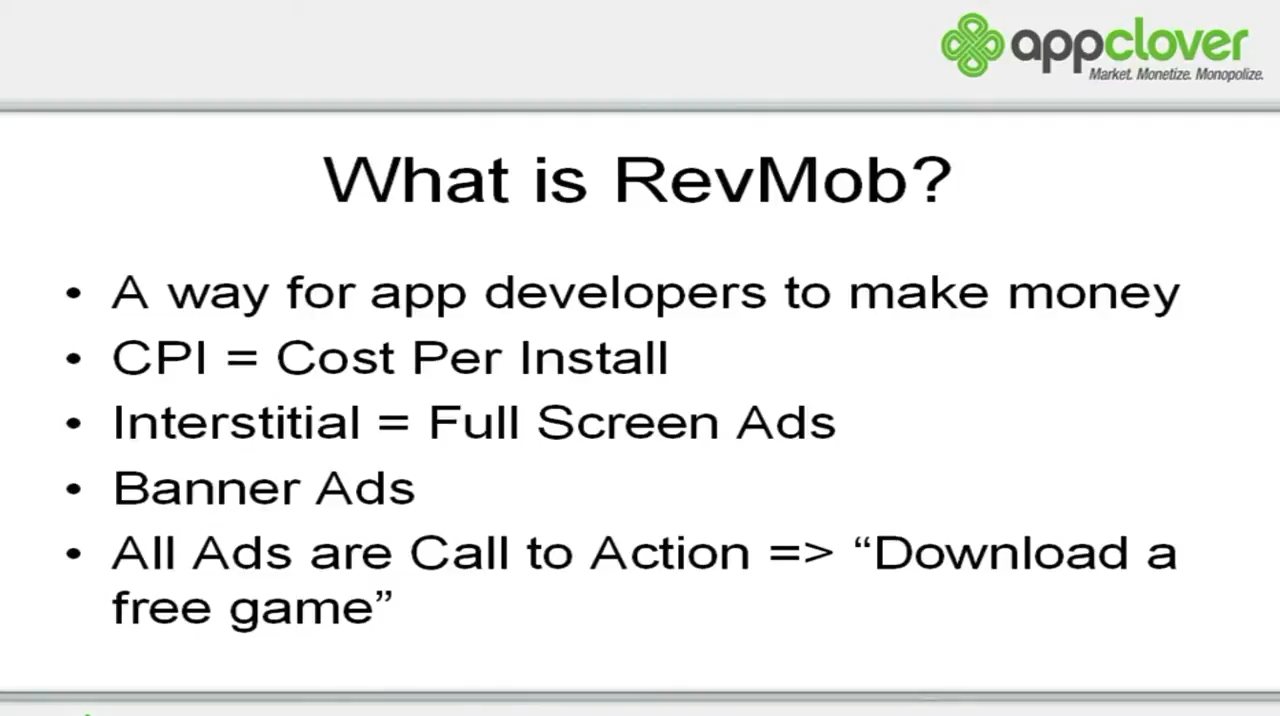 appclover
Market. Monetize. Monopolize.
What is RevMob?
• A way for app developers to make money
• CPI = Cost Per Install
• Interstitial = Full Screen Ads
• Banner Ads
• All Ads are Call to Action => “Download a
free game”